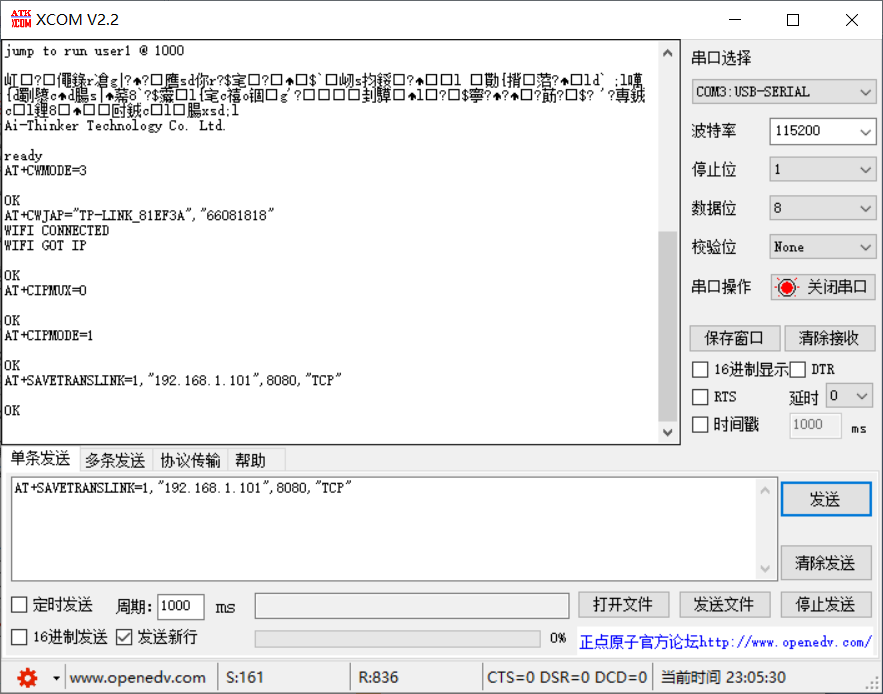 ATK XCOM XCOM V2.2
jump to run user1 @ 1000
Ai-Thinker Technology Co. Ltd.
ready
AT+CWMODE=3
OK
AT+CWJAP="TP-LINK_81EF3A","66081818"
WIFI CONNECTED
WIFI GOT IP
OK
AT+CIPMUX=0
OK
AT+CIPMODE=1
OK
AT+SAVETRANSLINK=1,"192.168.1.101",8080,"TCP"
OK
串口选择
COM3:USB-SERIAL
波特率 115200
停止位 1
数据位 8
校验位 None
串口操作 关闭串口
保存窗口 清除接收
16进制显示 DTR
RTS 延时 0
时间戳 1000 ms
单条发送 多条发送 协议传输 帮助
AT+SAVETRANSLINK=1,"192.168.1.101",8080,"TCP"
发送
清除发送
定时发送 周期: 1000 ms 打开文件 发送文件 停止发送
16进制发送 发送新行 0% 正点原子官方论坛http://www.openedv.com/
www.openedv.com S:161 R:836 CTS=0 DSR=0 DCD=0 当前时间 23:05:30